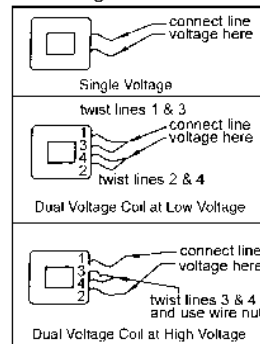 connect line
voltage here
Single Voltage
twist lines 1 & 3
connect line
voltage here
1
3
4
2
twist lines 2 & 4
Dual Voltage Coil at Low Voltage
connect line
voltage here
1
3
4
2
twist lines 3 & 4
and use wire nut
Dual Voltage Coil at High Voltage